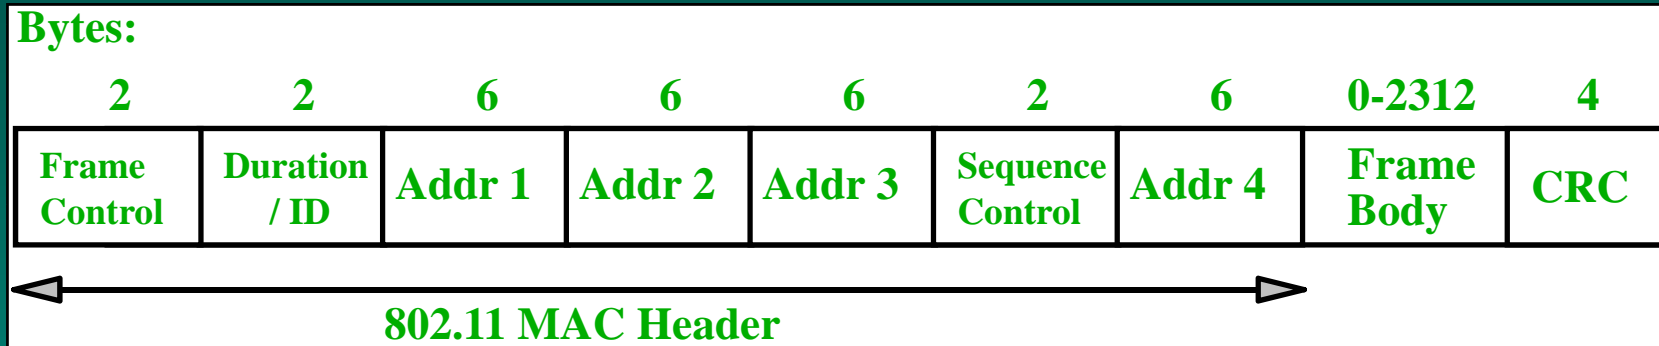 Bytes:
2 2 6 6 6 2 6 0-2312 4
Frame Control
Duration / ID
Addr 1
Addr 2
Addr 3
Sequence Control
Addr 4
Frame Body
CRC
802.11 MAC Header